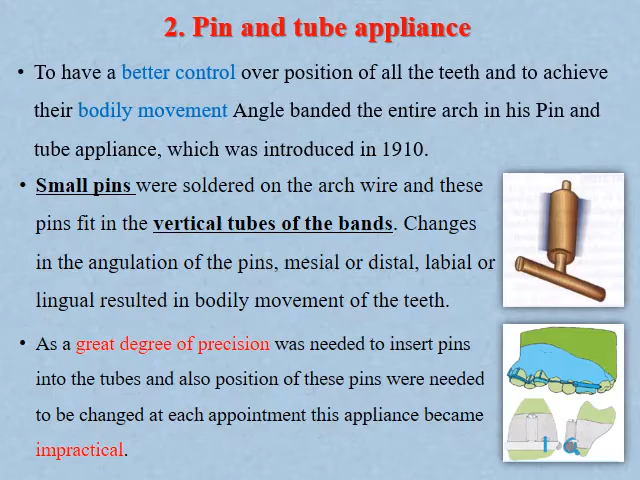 2. Pin and tube appliance
• To have a better control over position of all the teeth and to achieve
their bodily movement Angle banded the entire arch in his Pin and
tube appliance, which was introduced in 1910.
• Small pins were soldered on the arch wire and these
pins fit in the vertical tubes of the bands. Changes
in the angulation of the pins, mesial or distal, labial or
lingual resulted in bodily movement of the teeth.
• As a great degree of precision was needed to insert pins
into the tubes and also position of these pins were needed
to be changed at each appointment this appliance became
impractical.